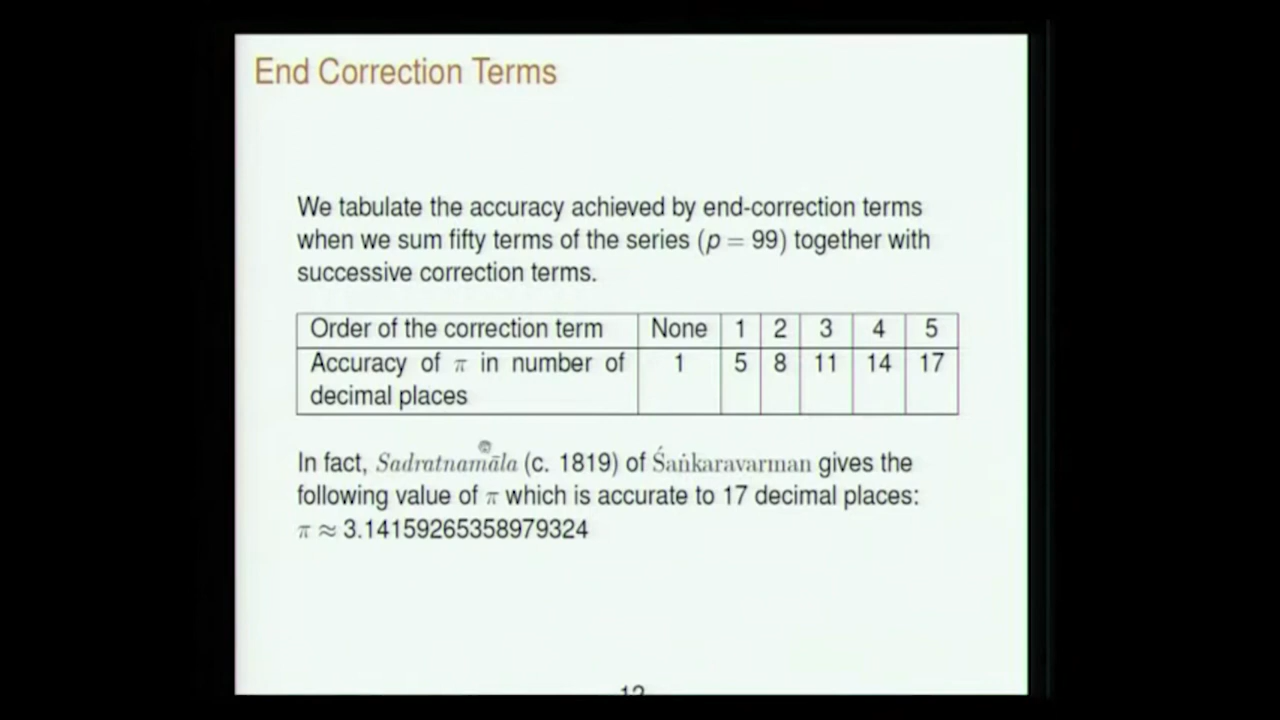 End Correction Terms
We tabulate the accuracy achieved by end-correction terms
when we sum fifty terms of the series (p = 99) together with
successive correction terms.
Order of the correction term None 1 2 3 4 5
Accuracy of π in number of decimal places 1 5 8 11 14 17
In fact, Sadratnamāla (c. 1819) of Śaṅkaravarman gives the
following value of π which is accurate to 17 decimal places:
π ≈ 3.14159265358979324